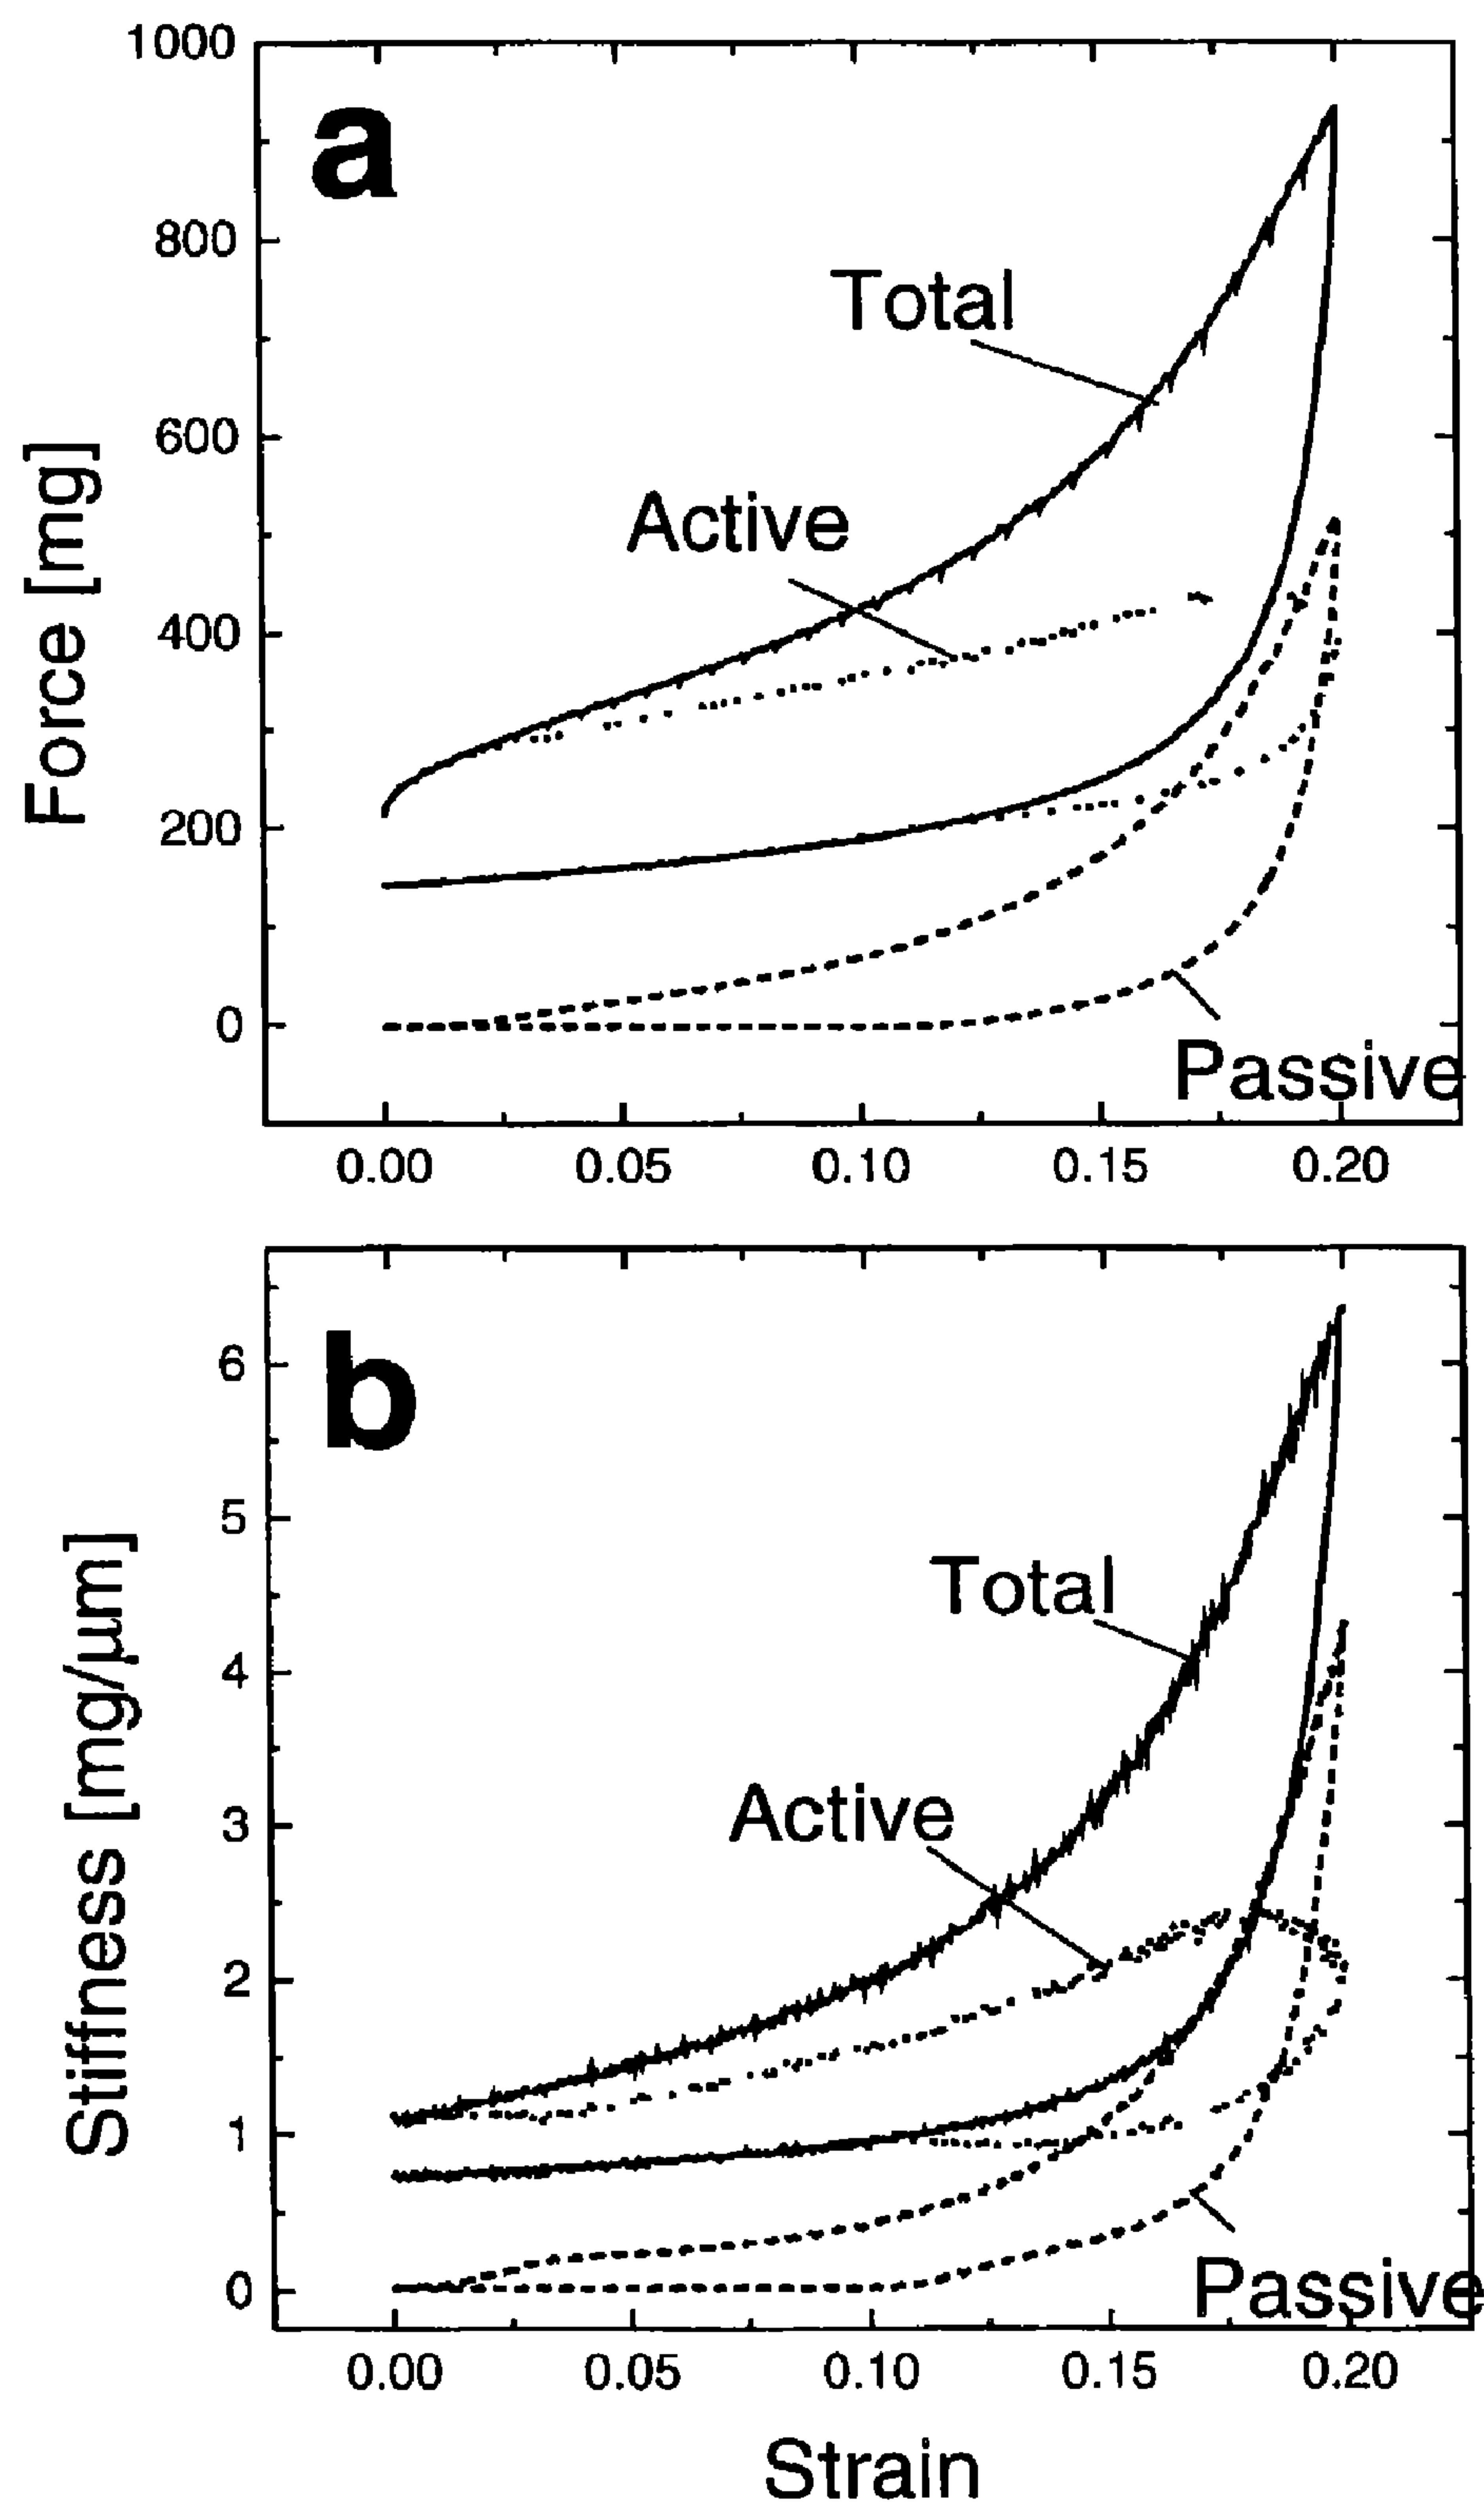 a
Force [mg]
1000
800
600
400
200
0
Total
Active
Passive
0.00 0.05 0.10 0.15 0.20
b
Stiffness [mg/µm]
6
5
4
3
2
1
0
Total
Active
Passive
0.00 0.05 0.10 0.15 0.20
Strain